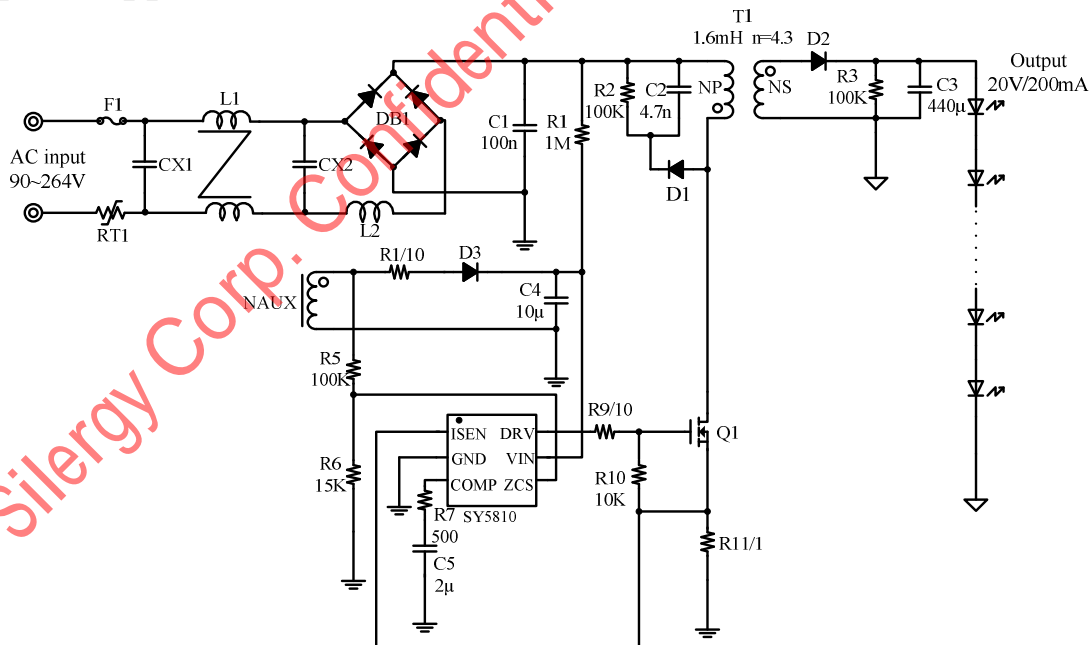 Silergy Corp. Confidenti
T1
1.6mH n=4.3
D2
F1
L1
DB1
C1
100n
R1
1M
R2
100K
C2
4.7n
NP
NS
R3
100K
C3
440μ
Output
20V/200mA
AC input
90~264V
CX1
CX2
D1
RT1
L2
R1/10
D3
NAUX
C4
10μ
R5
100K
R9/10
Q1
ISEN
DRV
GND
VIN
COMP
ZCS
SY5810
R6
15K
R7
500
R10
10K
R11/1
C5
2μ